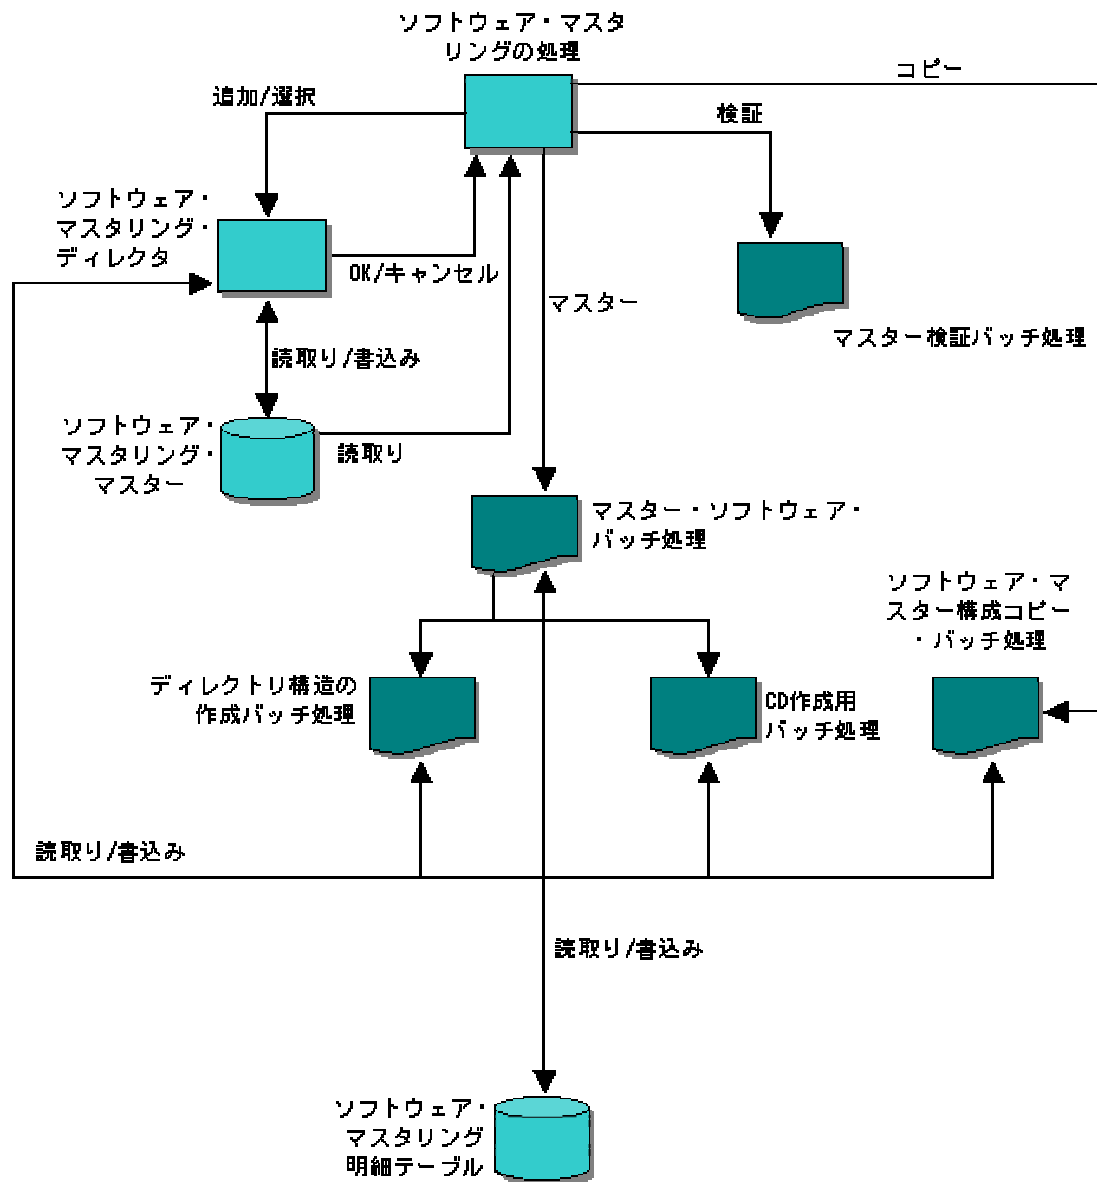 ソフトウェア・マスタ
リングの処理
コピー
追加/選択
検証
ソフトウェア・
マスタリング・
ディレクタ
OK/キャンセル
マスター
マスター検証バッチ処理
読取り/書込み
ソフトウェア・
マスタリング・
マスター
読取り
マスター・ソフトウェア・
バッチ処理
ソフトウェア・マ
スター構成コピー
・バッチ処理
ディレクトリ構造の
作成バッチ処理
CD作成用
バッチ処理
読取り/書込み
読取り/書込み
ソフトウェア・
マスタリング
明細テーブル